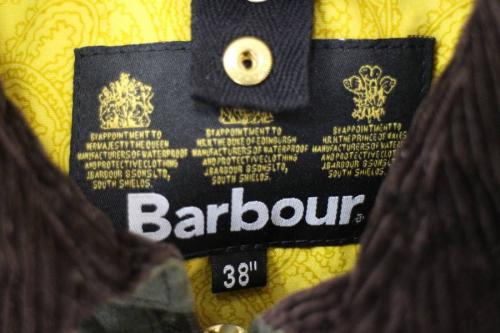 BY APPOINTMENT TO
HER MAJESTY THE QUEEN
MANUFACTURERS OF WATERPROOF
AND PROTECTIVE CLOTHING
J.BARBOUR & SONS LTD,
SOUTH SHIELDS.
BY APPOINTMENT TO
H.R.H. THE DUKE OF EDINBURGH
MANUFACTURERS OF WATERPROOF
AND PROTECTIVE CLOTHING
J.BARBOUR & SONS LTD,
SOUTH SHIELDS.
BY APPOINTMENT TO
H.R.H. THE PRINCE OF WALES
MANUFACTURERS OF WATERPROOF
AND PROTECTIVE CLOTHING
J.BARBOUR & SONS LTD,
SOUTH SHIELDS.
Barbour
38"